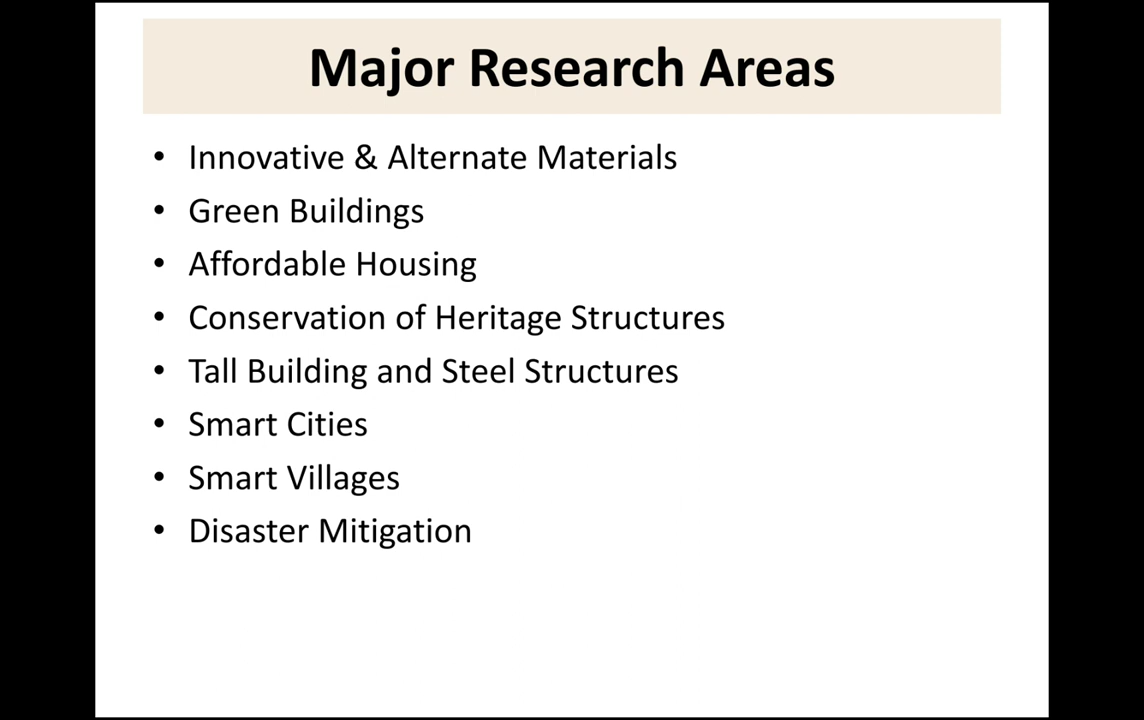 Major Research Areas
• Innovative & Alternate Materials
• Green Buildings
• Affordable Housing
• Conservation of Heritage Structures
• Tall Building and Steel Structures
• Smart Cities
• Smart Villages
• Disaster Mitigation